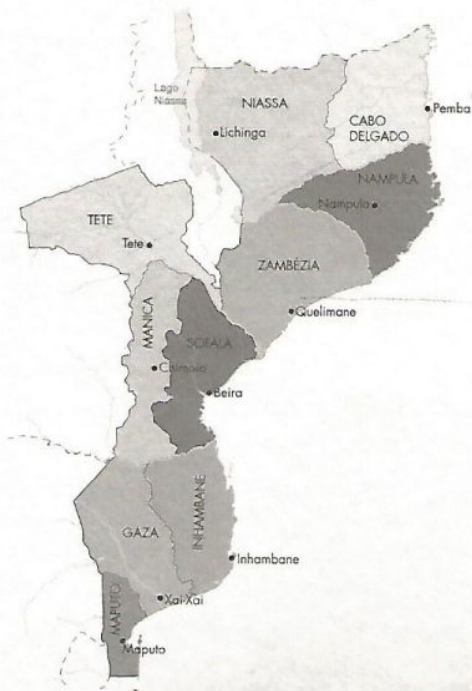 Lago
Niassa
NIASSA
Lichinga
CABO
DELGADO
Pemba
NAMPULA
Nampula
TETE
Tete
ZAMBÉZIA
Quelimane
MANICA
SOFALA
Chimoio
Beira
GAZA
INHAMBANE
Inhambane
Xai-Xai
MAPUTO
Maputo